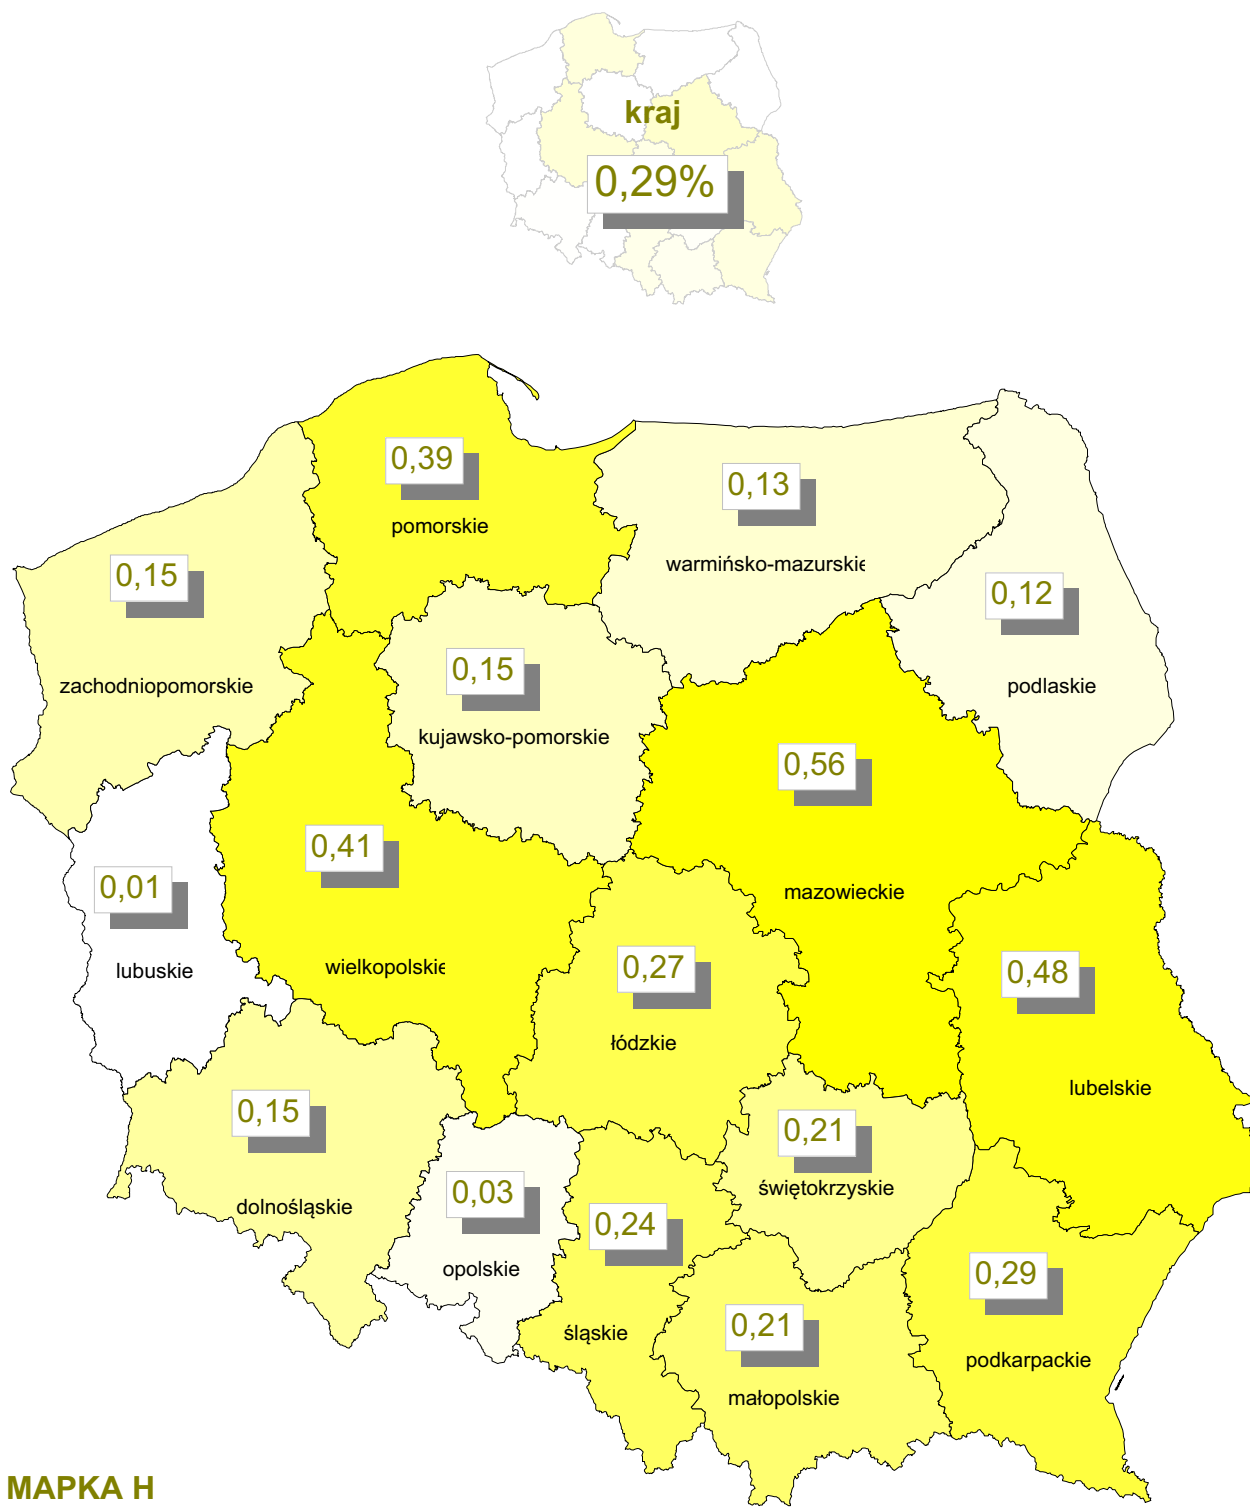 kraj
0,29%
0,39
pomorskie
0,13
warmińsko-mazurskie
0,15
zachodniopomorskie
0,12
podlaskie
0,15
kujawsko-pomorskie
0,56
mazowieckie
0,41
wielkopolskie
0,01
lubuskie
0,27
łódzkie
0,48
lubelskie
0,15
dolnośląskie
0,21
świętokrzyskie
0,03
opolskie
0,24
śląskie
0,29
podkarpackie
0,21
małopolskie
MAPKA H